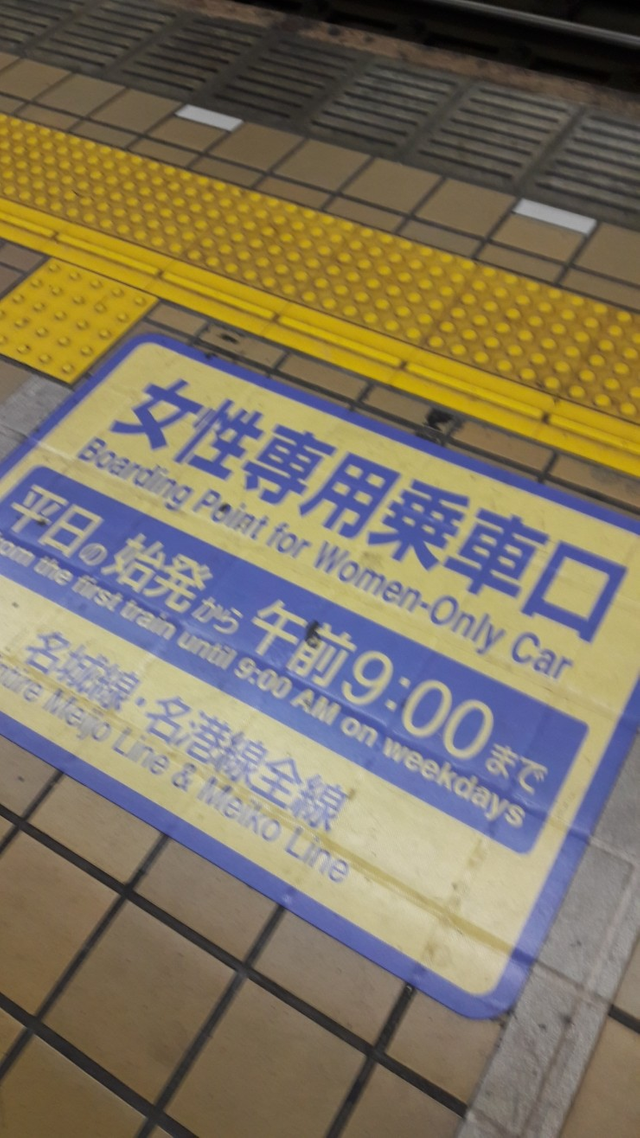 女性専用乗車口
Boarding Point for Women-Only Car
平日の始発から午前9:00まで
from the first train until 9:00 AM on weekdays
名城線・名港線全線
Meijo Line & Meiko Line